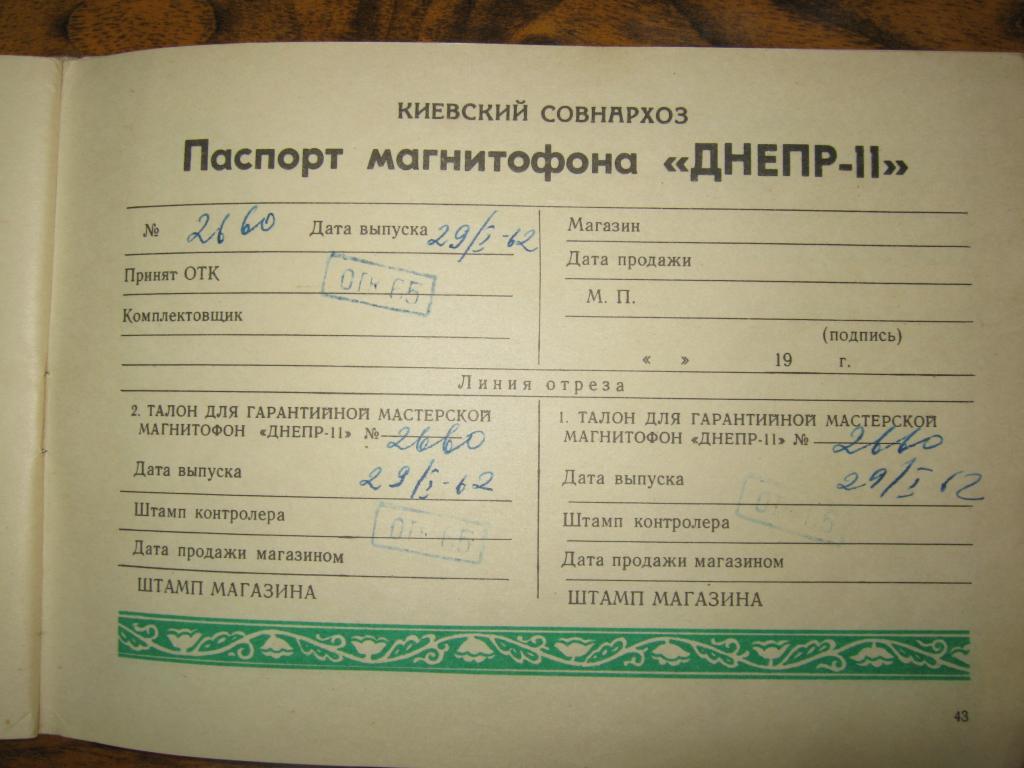 КИЕВСКИЙ СОВНАРХОЗ
Паспорт магнитофона «ДНЕПР-11»
№ 2660 Дата выпуска 29/I-62
Принят ОТК
Комплектовщик
Магазин
Дата продажи
М. П.
(подпись)
« » 19 г.
Линия отреза
2. ТАЛОН ДЛЯ ГАРАНТИЙНОЙ МАСТЕРСКОЙ
МАГНИТОФОН «ДНЕПР-11» № 2660
Дата выпуска 29/I-62
Штамп контролера
Дата продажи магазином
ШТАМП МАГАЗИНА
1. ТАЛОН ДЛЯ ГАРАНТИЙНОЙ МАСТЕРСКОЙ
МАГНИТОФОН «ДНЕПР-11» № 2660
Дата выпуска 29/I 62
Штамп контролера
Дата продажи магазином
ШТАМП МАГАЗИНА
43